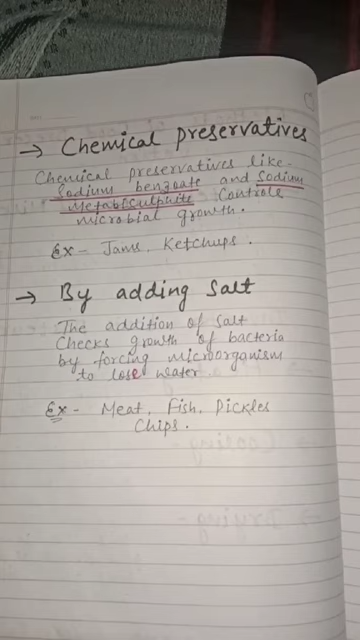 → Chemical preservatives
Chemical preservatives like-
Sodium benzoate and Sodium
Metabisulphite Controle
microbial growth.
Ex- Jams, Ketchups.
→ By adding Salt
The addition of Salt
Checks growth of bacteria
by forcing microorganism
to lose water.
Ex- Meat, Fish, Pickles
Chips.